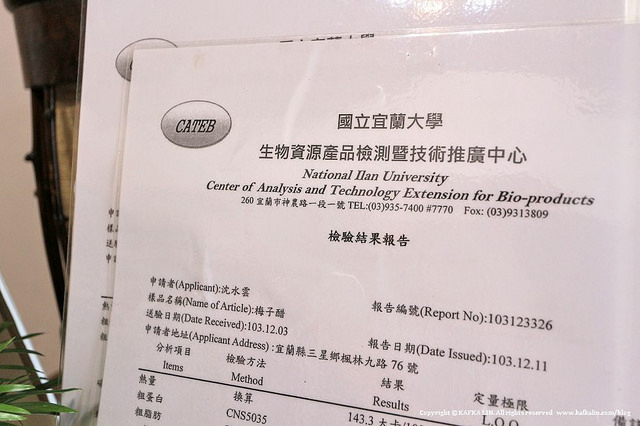 CATEB
國立宜蘭大學
生物資源產品檢測暨技術推廣中心
National Ilan University
Center of Analysis and Technology Extension for Bio-products
260 宜蘭市神農路一段一號 TEL:(03)935-7400 #7770 Fox: (03)9313809
檢驗結果報告
申請者(Applicant):沈水雲
樣品名稱(Name of Article):梅子醋 報告編號(Report No):103123326
送驗日期(Date Received):103.12.03
申請者地址(Applicant Address):宜蘭縣三星鄉楓林九路 76 號 報告日期(Date Issued):103.12.11
分析項目 檢驗方法 結果 定量極限
Items Method Results L.O.Q
熱量 換算 143.3 大卡
粗蛋白 CNS5035
粗脂肪
Copyright © KAFKALIN. All rights reserved www.kafkalin.com/blog